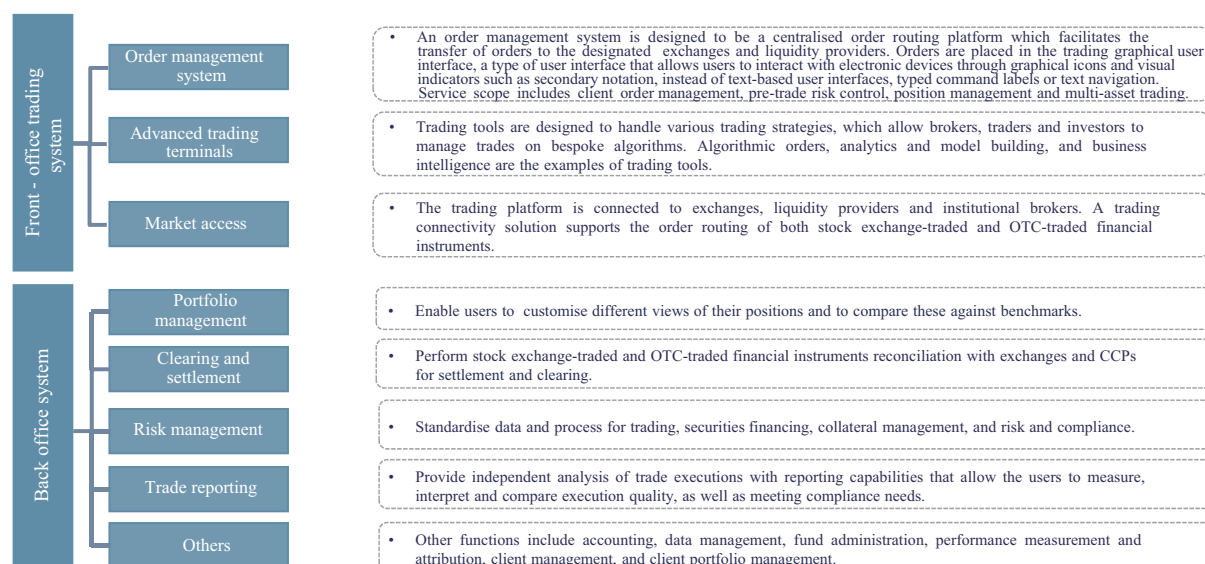 Front - office trading
system
Order management
system
• An order management system is designed to be a centralised order routing platform which facilitates the
transfer of orders to the designated exchanges and liquidity providers. Orders are placed in the trading graphical user
interface, a type of user interface that allows users to interact with electronic devices through graphical icons and visual
indicators such as secondary notation, instead of text-based user interfaces, typed command labels or text navigation.
Service scope includes client order management, pre-trade risk control, position management and multi-asset trading.
Advanced trading
terminals
• Trading tools are designed to handle various trading strategies, which allow brokers, traders and investors to
manage trades on bespoke algorithms. Algorithmic orders, analytics and model building, and business
intelligence are the examples of trading tools.
Market access
• The trading platform is connected to exchanges, liquidity providers and institutional brokers. A trading
connectivity solution supports the order routing of both stock exchange-traded and OTC-traded financial
instruments.
Back office system
Portfolio
management
• Enable users to customise different views of their positions and to compare these against benchmarks.
Clearing and
settlement
• Perform stock exchange-traded and OTC-traded financial instruments reconciliation with exchanges and CCPs
for settlement and clearing.
Risk management
• Standardise data and process for trading, securities financing, collateral management, and risk and compliance.
Trade reporting
• Provide independent analysis of trade executions with reporting capabilities that allow the users to measure,
interpret and compare execution quality, as well as meeting compliance needs.
Others
• Other functions include accounting, data management, fund administration, performance measurement and
attribution, client management, and client portfolio management.